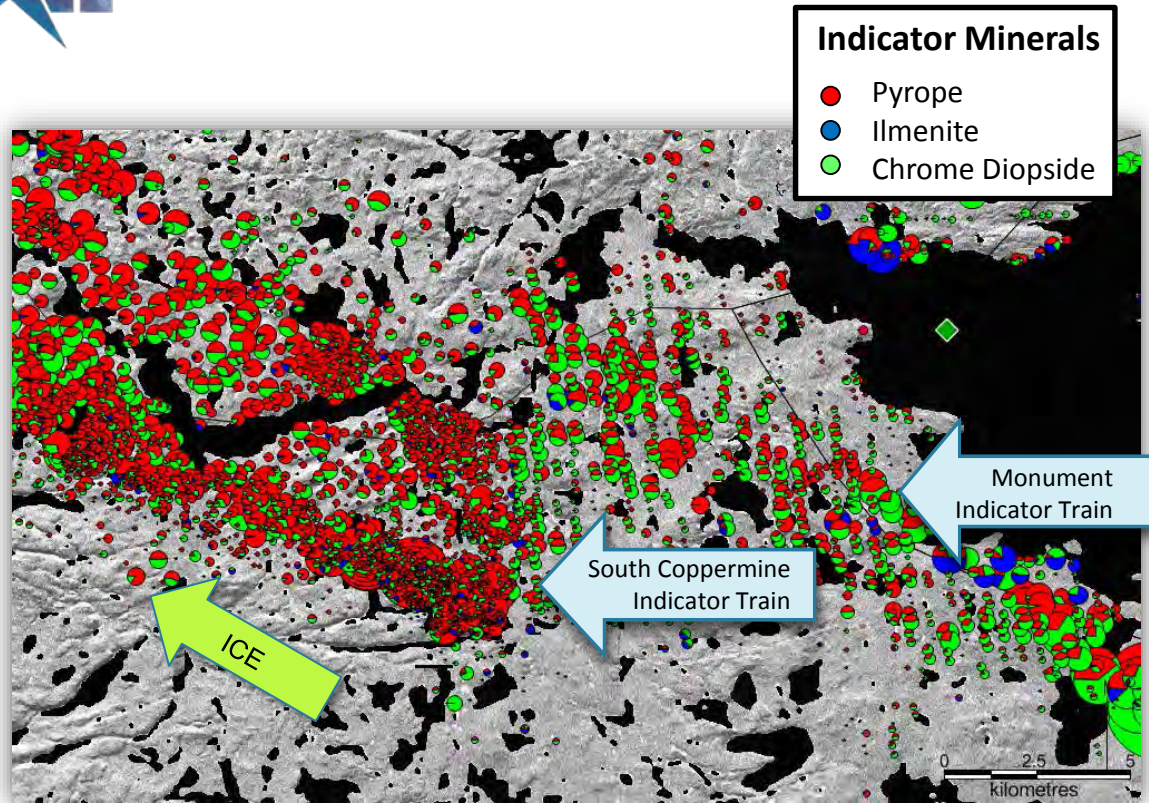 Indicator Minerals
Pyrope
Ilmenite
Chrome Diopside
Monument
Indicator Train
South Coppermine
Indicator Train
ICE
0 2.5 5
kilometres